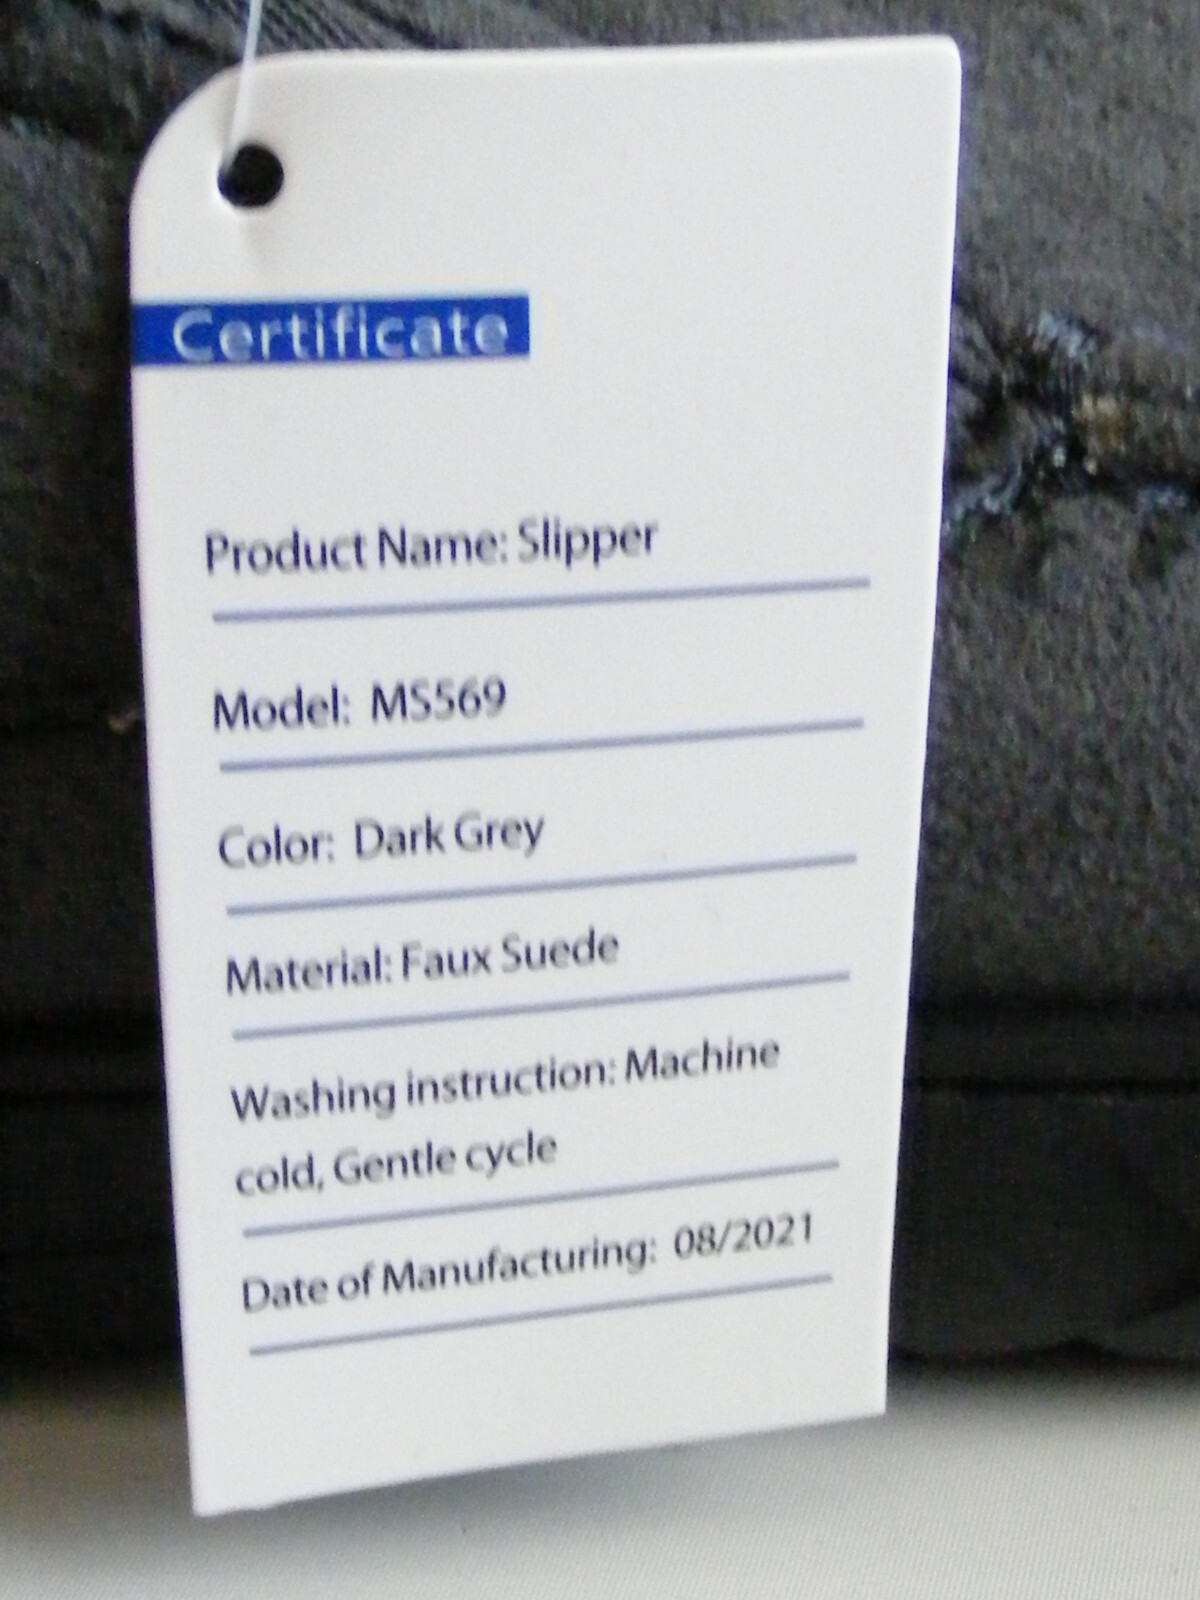 Certificate
Product Name: Slipper
Model: MS569
Color: Dark Grey
Material: Faux Suede
Washing instruction: Machine
cold, Gentle cycle
Date of Manufacturing: 08/2021